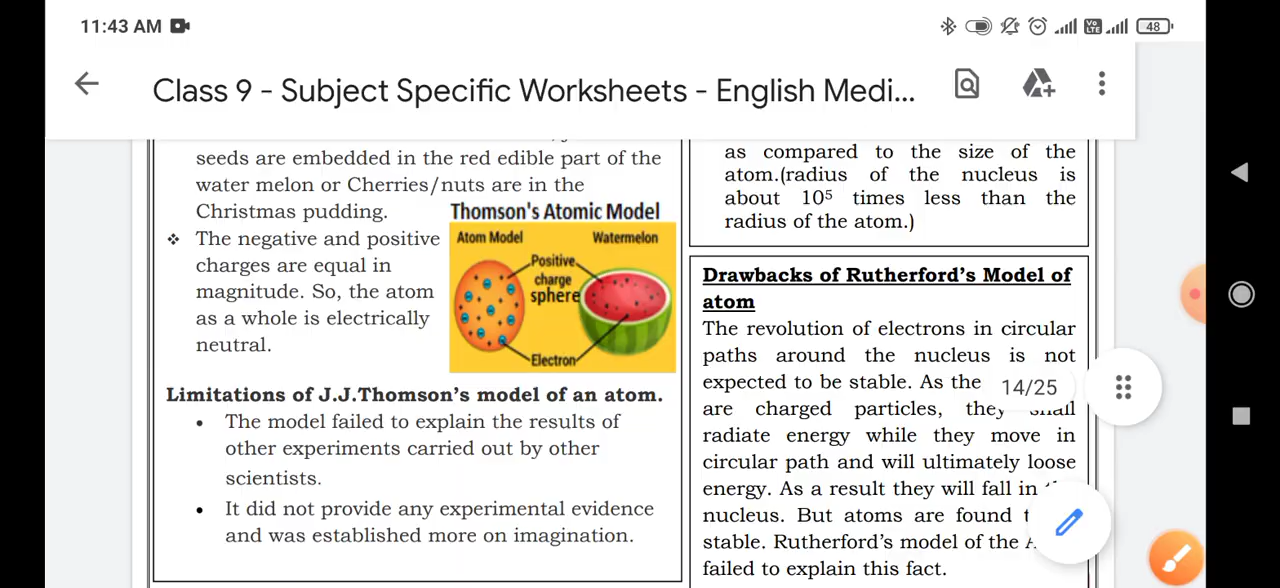 11:43 AM
48
Class 9 - Subject Specific Worksheets - English Medi...
seeds are embedded in the red edible part of the
water melon or Cherries/nuts are in the
Christmas pudding.
❖ The negative and positive
charges are equal in
magnitude. So, the atom
as a whole is electrically
neutral.
Thomson's Atomic Model
Atom Model
Watermelon
Positive
charge
sphere
Electron
Limitations of J.J.Thomson's model of an atom.
• The model failed to explain the results of
other experiments carried out by other
scientists.
• It did not provide any experimental evidence
and was established more on imagination.
as compared to the size of the
atom.(radius of the nucleus is
about 10⁵ times less than the
radius of the atom.)
Drawbacks of Rutherford's Model of
atom
The revolution of electrons in circular
paths around the nucleus is not
expected to be stable. As the
are charged particles, they shall
radiate energy while they move in
circular path and will ultimately loose
energy. As a result they will fall in
nucleus. But atoms are found
stable. Rutherford's model of the
failed to explain this fact.
14/25